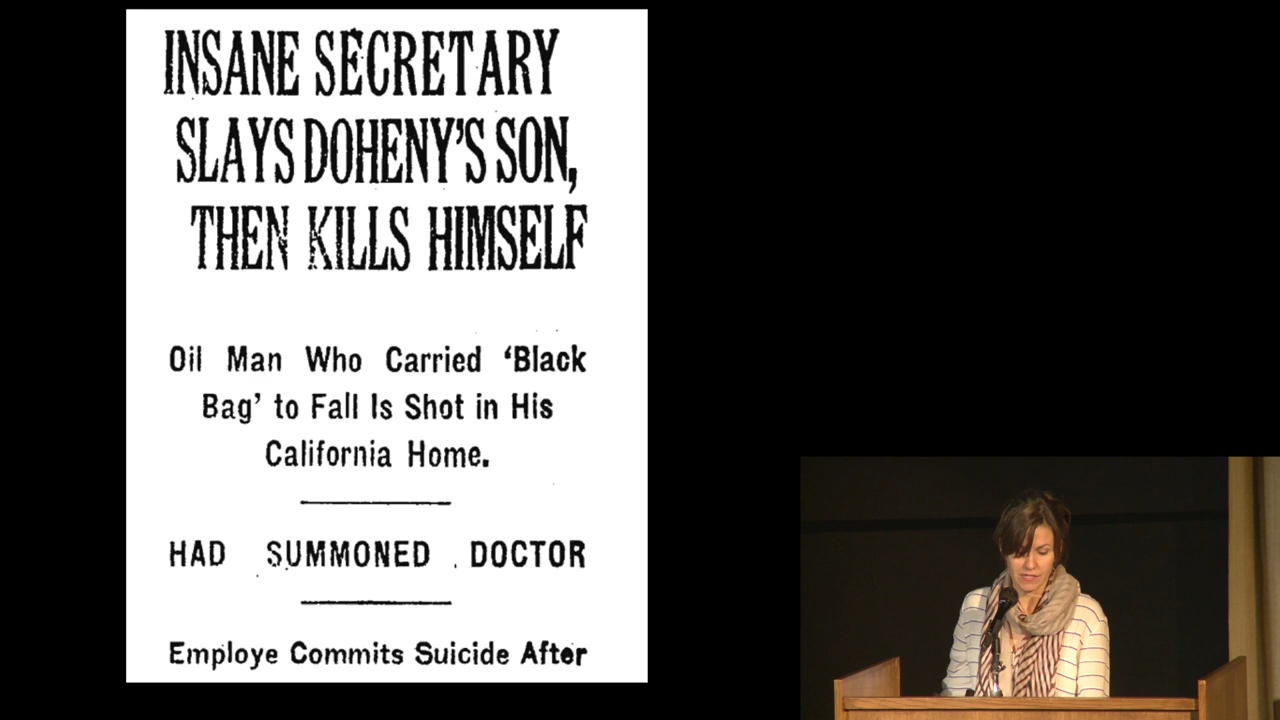 INSANE SECRETARY
SLAYS DOHENY'S SON,
THEN KILLS HIMSELF
Oil Man Who Carried 'Black
Bag' to Fall Is Shot in His
California Home.
HAD SUMMONED DOCTOR
Employe Commits Suicide After